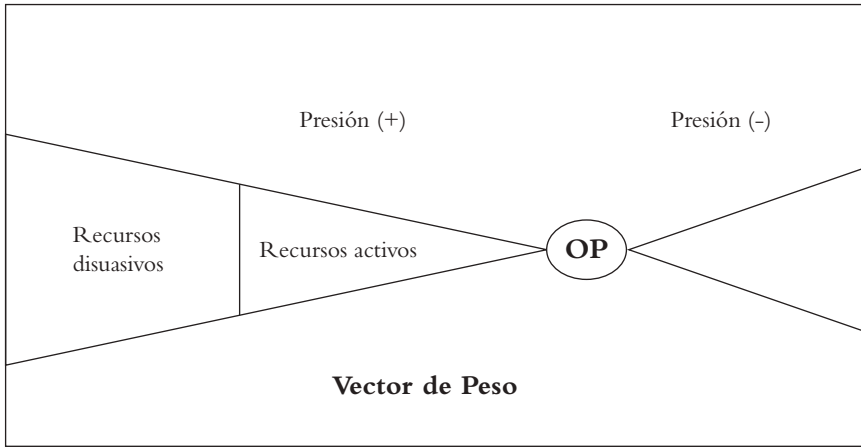 Presión (+)
Presión (-)
Recursos
disuasivos
Recursos activos
OP
Vector de Peso